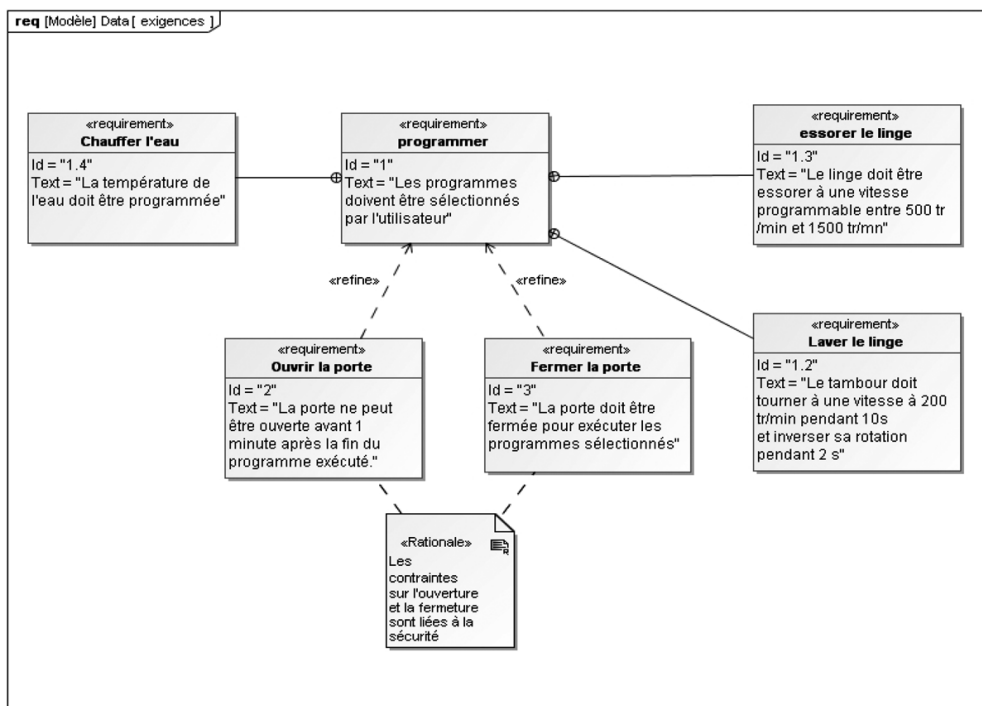 req [Modèle] Data [ exigences ]
«requirement»
Chauffer l'eau
Id = "1.4"
Text = "La température de
l'eau doit être programmée"
«requirement»
programmer
Id = "1"
Text = "Les programmes
doivent être sélectionnés
par l'utilisateur"
«requirement»
essorer le linge
Id = "1.3"
Text = "Le linge doit être
essorer à une vitesse
programmable entre 500 tr
/min et 1500 tr/mn"
«refine»
«refine»
«requirement»
Laver le linge
Id = "1.2"
Text = "Le tambour doit
tourner à une vitesse à 200
tr/min pendant 10s
et inverser sa rotation
pendant 2 s"
«requirement»
Ouvrir la porte
Id = "2"
Text = "La porte ne peut
être ouverte avant 1
minute après la fin du
programme exécuté."
«requirement»
Fermer la porte
Id = "3"
Text = "La porte doit être
fermée pour exécuter les
programmes sélectionnés"
«Rationale»
Les
contraintes
sur l'ouverture
et la fermeture
sont liées à la
sécurité